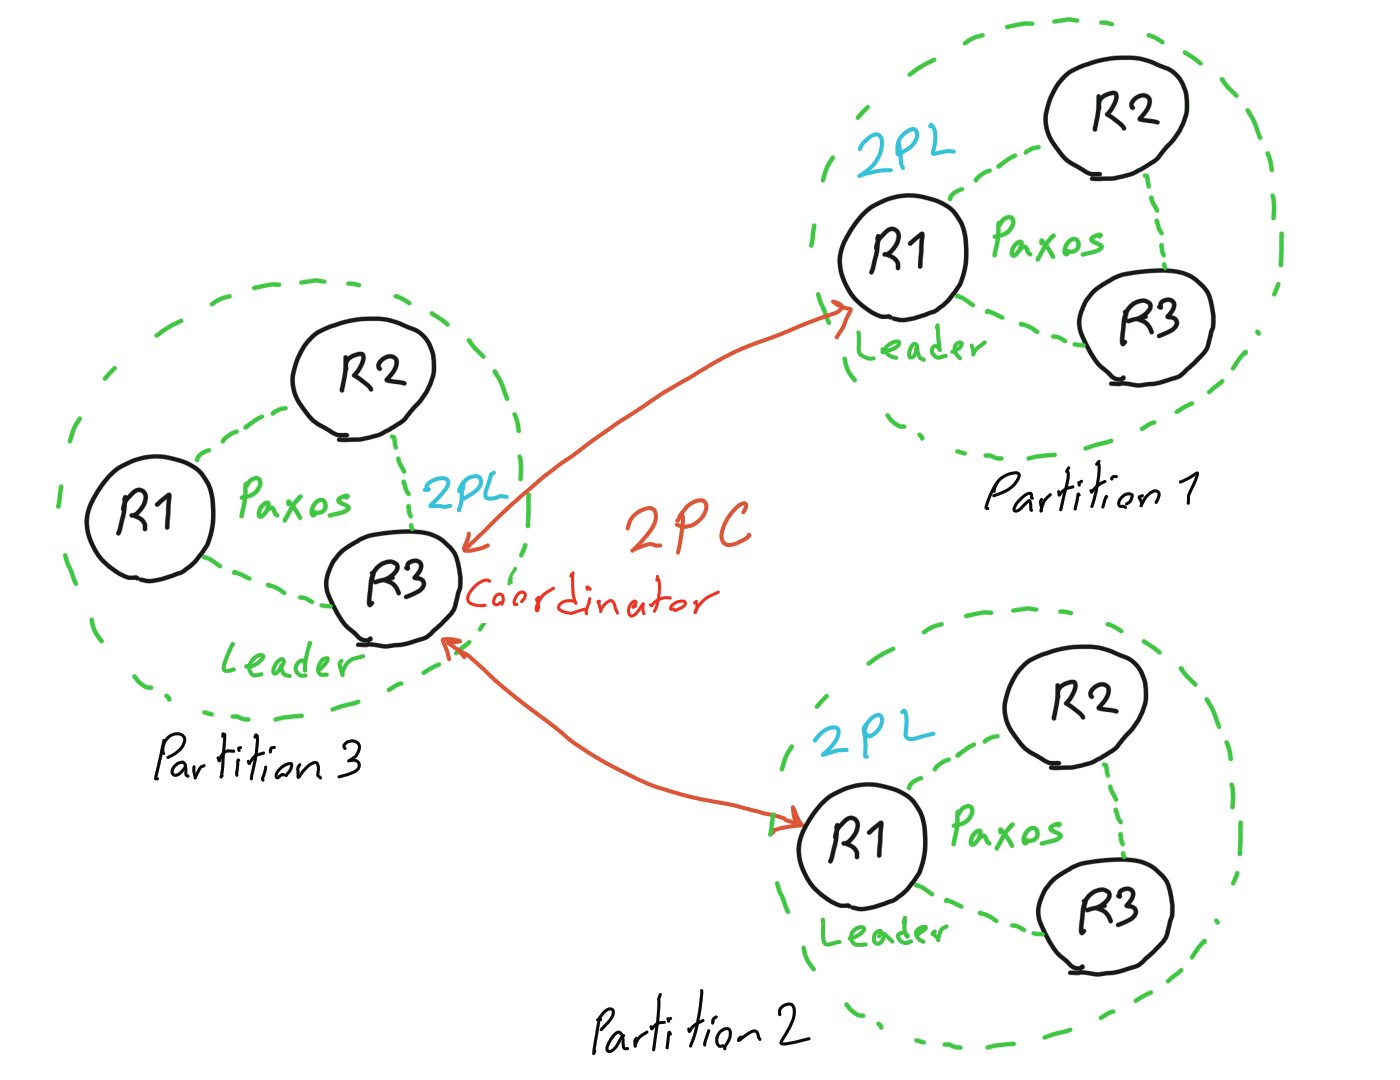 R2
2PL
R1
Paxos
R3
Leader
Partition 1
R2
R1
Paxos
2PL
R3
Leader
Coordinator
2PC
Partition 3
R2
2PL
R1
Paxos
R3
Leader
Partition 2